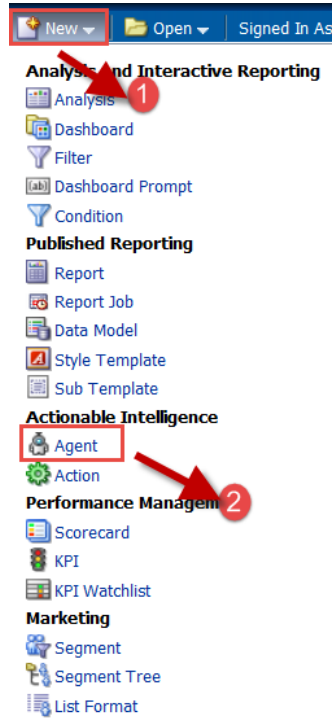 New Open Signed In As
Analysis and Interactive Reporting
Analysis 1
Dashboard
Filter
(ab) Dashboard Prompt
Condition
Published Reporting
Report
Report Job
Data Model
Style Template
Sub Template
Actionable Intelligence
Agent
Action
Performance Managem 2
Scorecard
KPI
KPI Watchlist
Marketing
Segment
Segment Tree
List Format